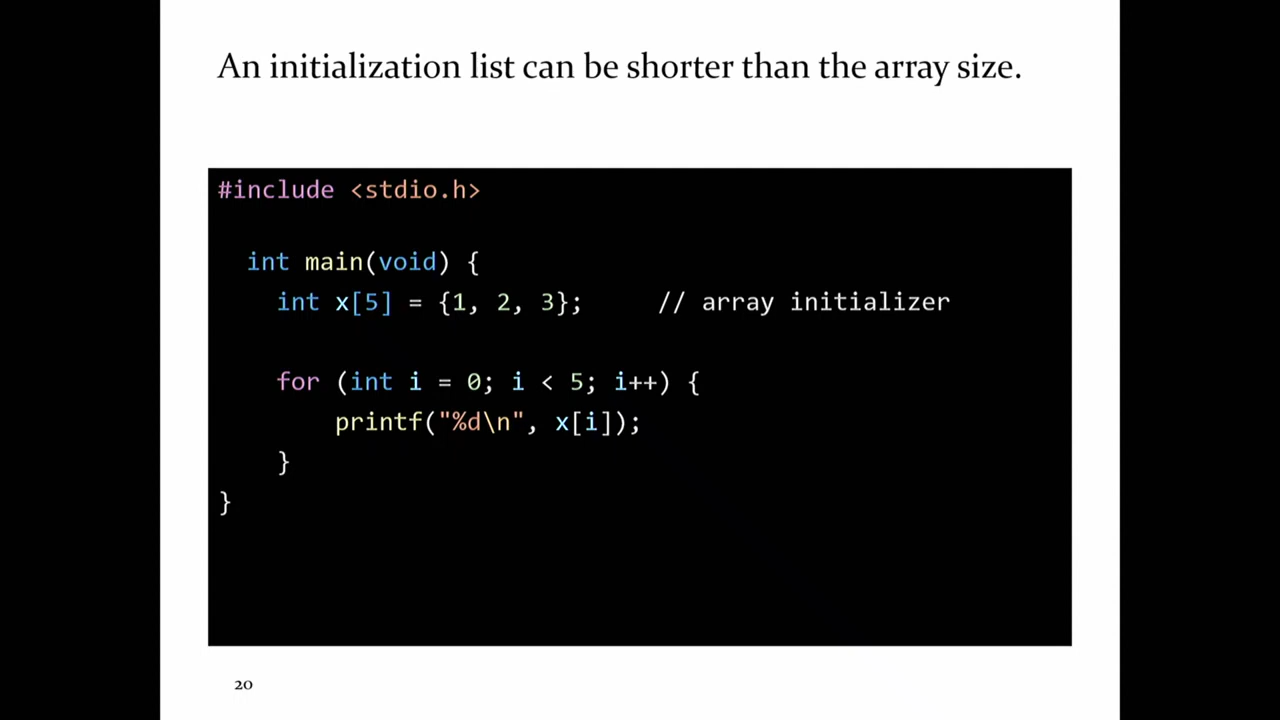 An initialization list can be shorter than the array size.
#include <stdio.h>
int main(void) {
int x[5] = {1, 2, 3};     // array initializer
for (int i = 0; i < 5; i++) {
printf("%d\n", x[i]);
}
}
20